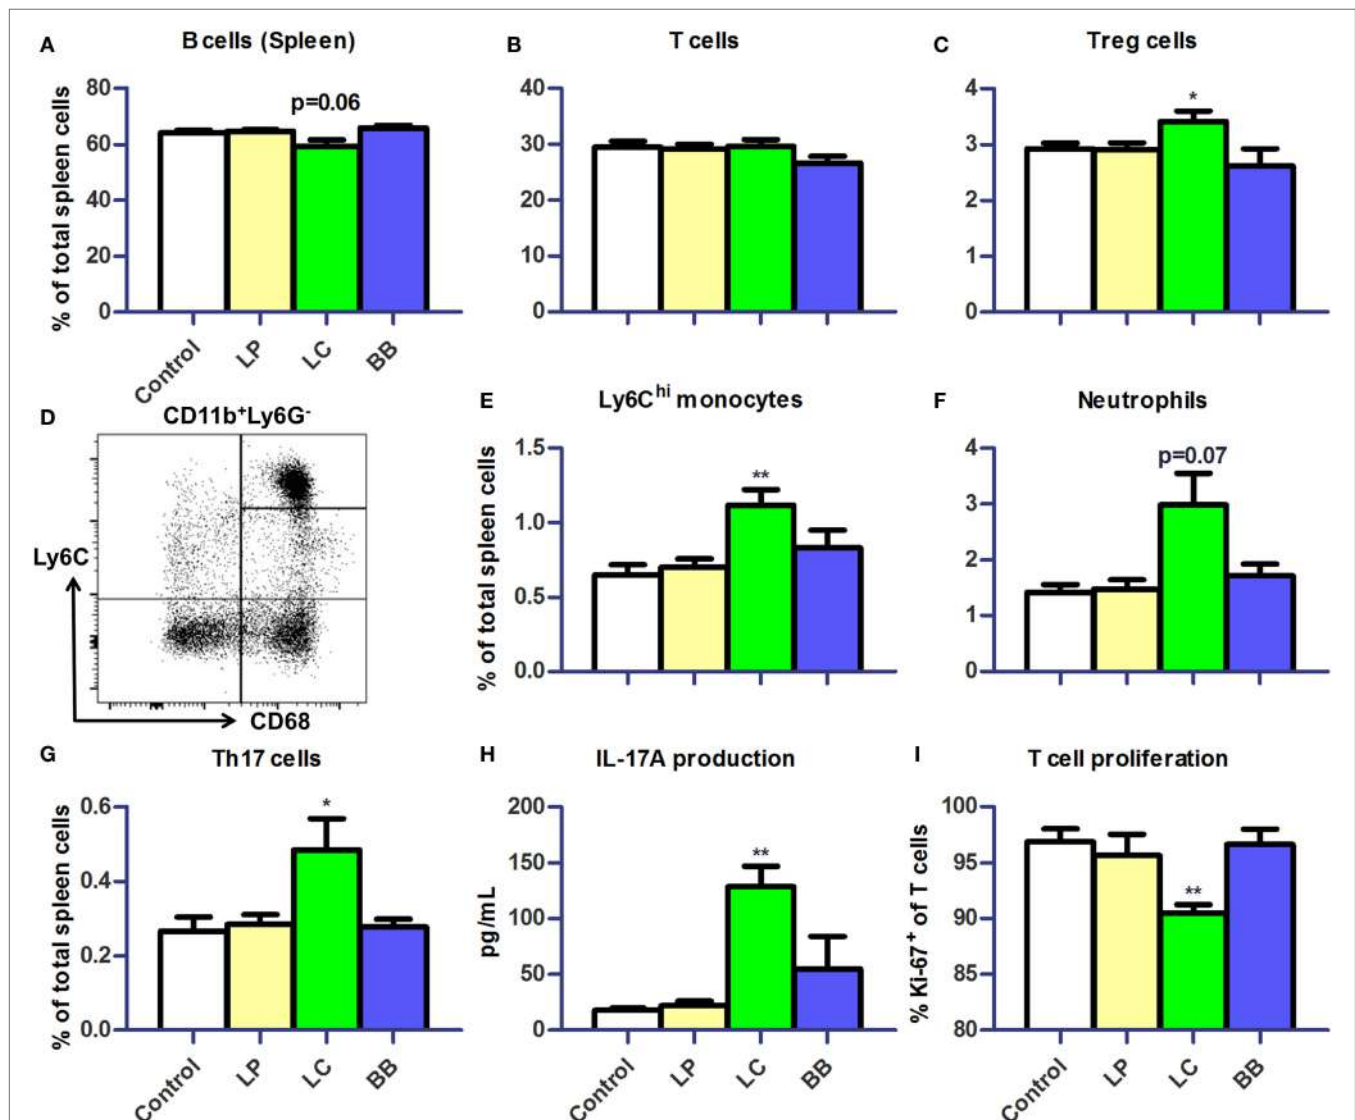 A B cells (Spleen)
% of total spleen cells
80
60
40
20
0
p=0.06
Control LP LC BB
B T cells
40
30
20
10
0
C Treg cells
4
3
2
1
0
*
D CD11b+Ly6G-
Ly6C
CD68
E Ly6Chi monocytes
% of total spleen cells
1.5
1.0
0.5
0.0
**
F Neutrophils
4
3
2
1
0
p=0.07
G Th17 cells
% of total spleen cells
0.6
0.4
0.2
0.0
*
Control LP LC BB
H IL-17A production
pg/mL
200
150
100
50
0
**
Control LP LC BB
I T cell proliferation
% Ki-67+ of T cells
100
95
90
85
80
**
Control LP LC BB